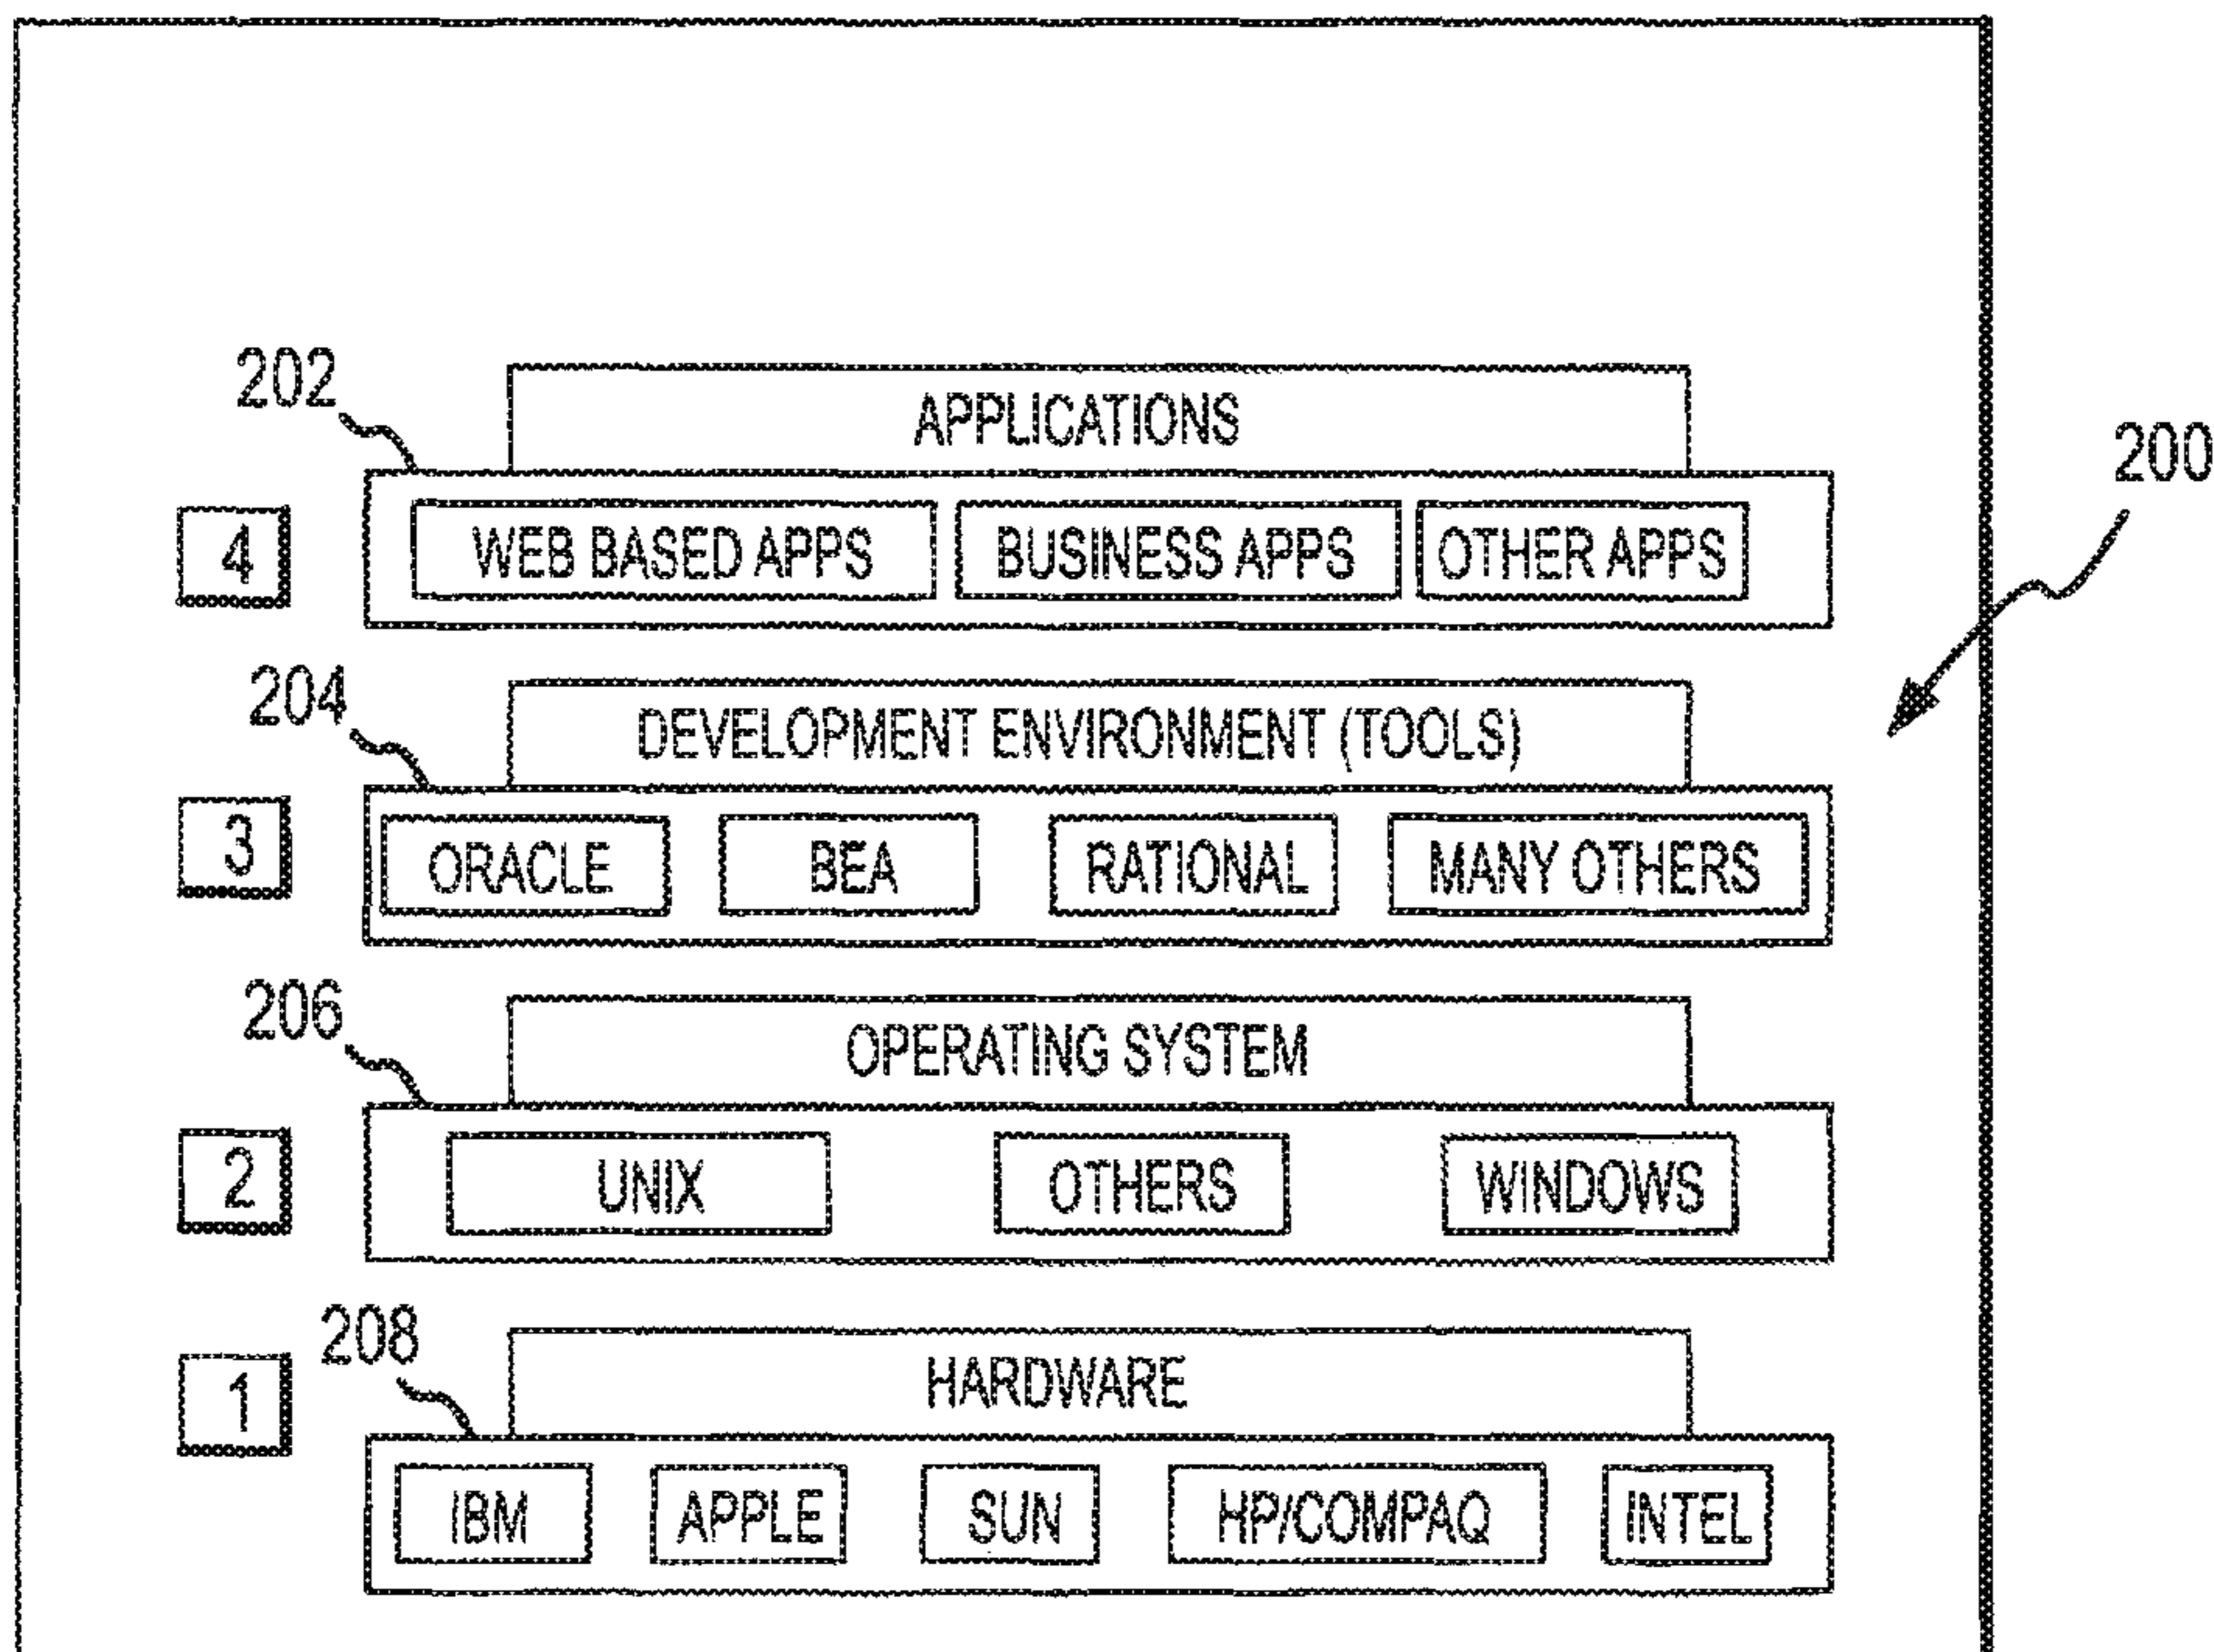 202
APPLICATIONS
200
4
WEB BASED APPS BUSINESS APPS OTHER APPS
204
DEVELOPMENT ENVIRONMENT (TOOLS)
3
ORACLE BEA RATIONAL MANY OTHERS
206
OPERATING SYSTEM
2
UNIX OTHERS WINDOWS
208
HARDWARE
1
IBM APPLE SUN HP/COMPAQ INTEL